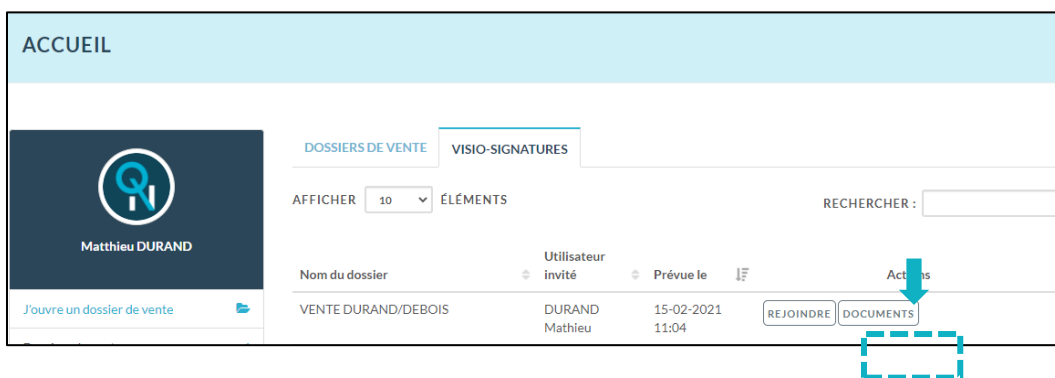 ACCUEIL
DOSSIERS DE VENTE VISIO-SIGNATURES
AFFICHER 10 ÉLÉMENTS RECHERCHER :
Matthieu DURAND
Utilisateur
Nom du dossier invité Prévue le
J'ouvre un dossier de vente
VENTE DURAND/DEBOIS DURAND 15-02-2021 REJOINDRE DOCUMENTS
Mathieu 11:04